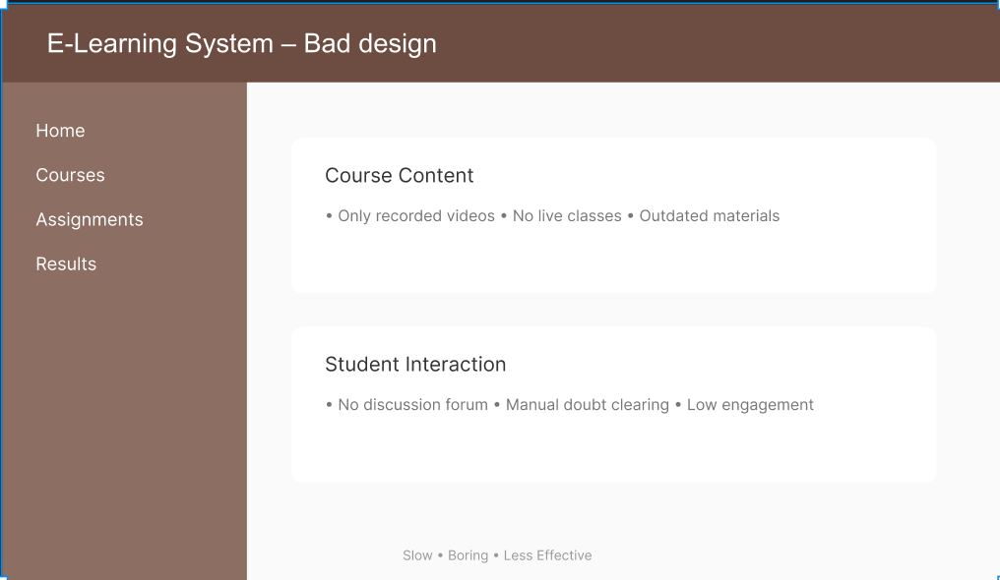 E-Learning System – Bad design
Home
Courses
Assignments
Results
Course Content
• Only recorded videos • No live classes • Outdated materials
Student Interaction
• No discussion forum • Manual doubt clearing • Low engagement
Slow • Boring • Less Effective